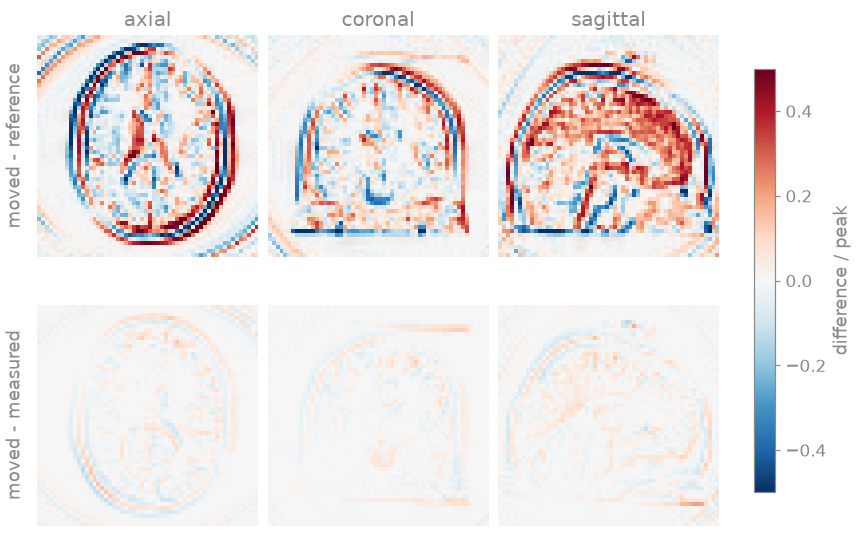 axial
coronal
sagittal
moved - reference
moved - measured
0.4
0.2
0.0
−0.2
−0.4
difference / peak